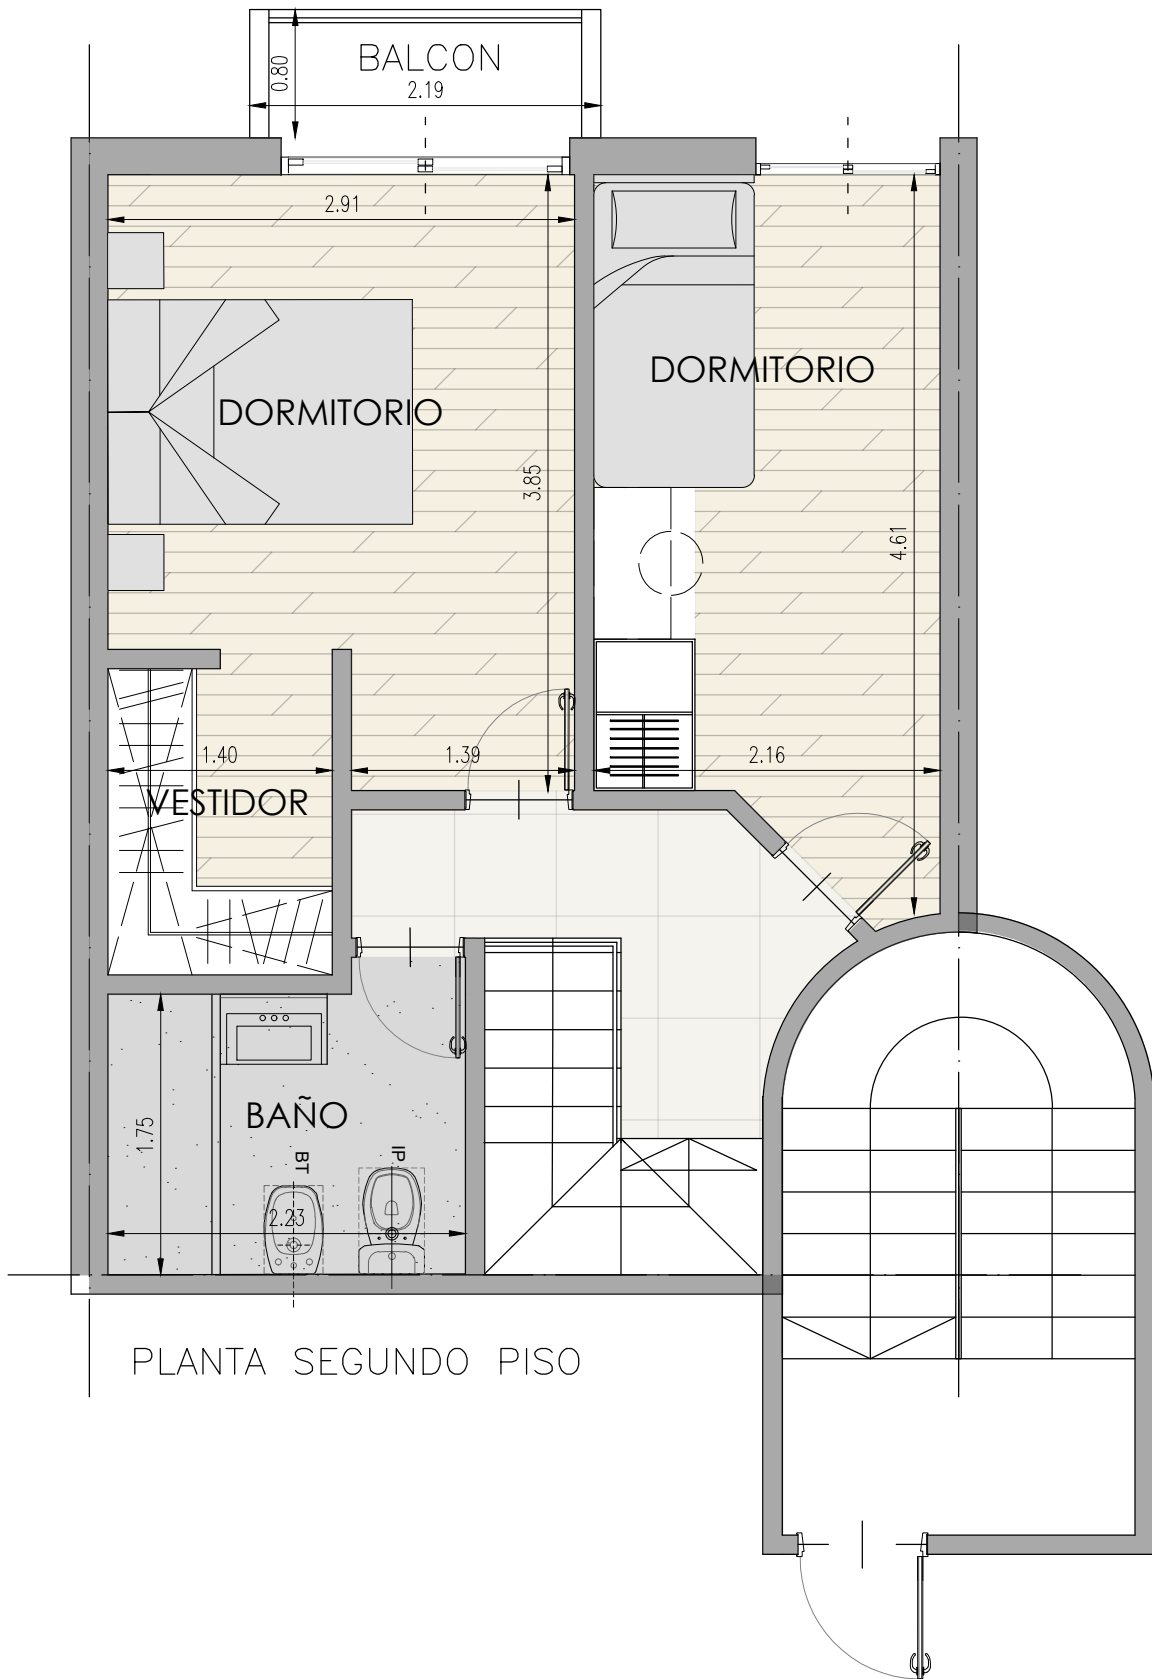 BALCON
0.80
2.19
2.91
DORMITORIO
DORMITORIO
3.85
4.61
1.40
1.39
2.16
VESTIDOR
BAÑO
1.75
BT
IP
2.23
PLANTA SEGUNDO PISO